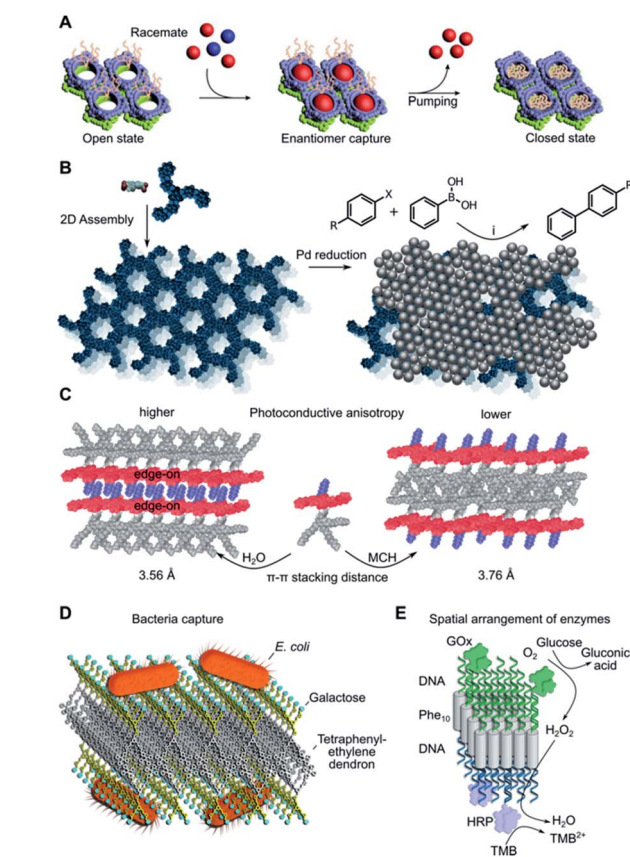 A
Racemate
Pumping
Open state
Enantiomer capture
Closed state
B
2D Assembly
Pd reduction
X
R
+
B
OH
OH
i
R
C
higher
Photoconductive anisotropy
lower
edge-on
edge-on
H₂O
MCH
3.56 Å
π-π stacking distance
3.76 Å
D
Bacteria capture
E. coli
Galactose
Tetraphenyl-
ethylene
dendron
E
Spatial arrangement of enzymes
GOx
O₂
Glucose
Gluconic
acid
DNA
Phe₁₀
DNA
H₂O₂
HRP
H₂O
TMB²⁺
TMB